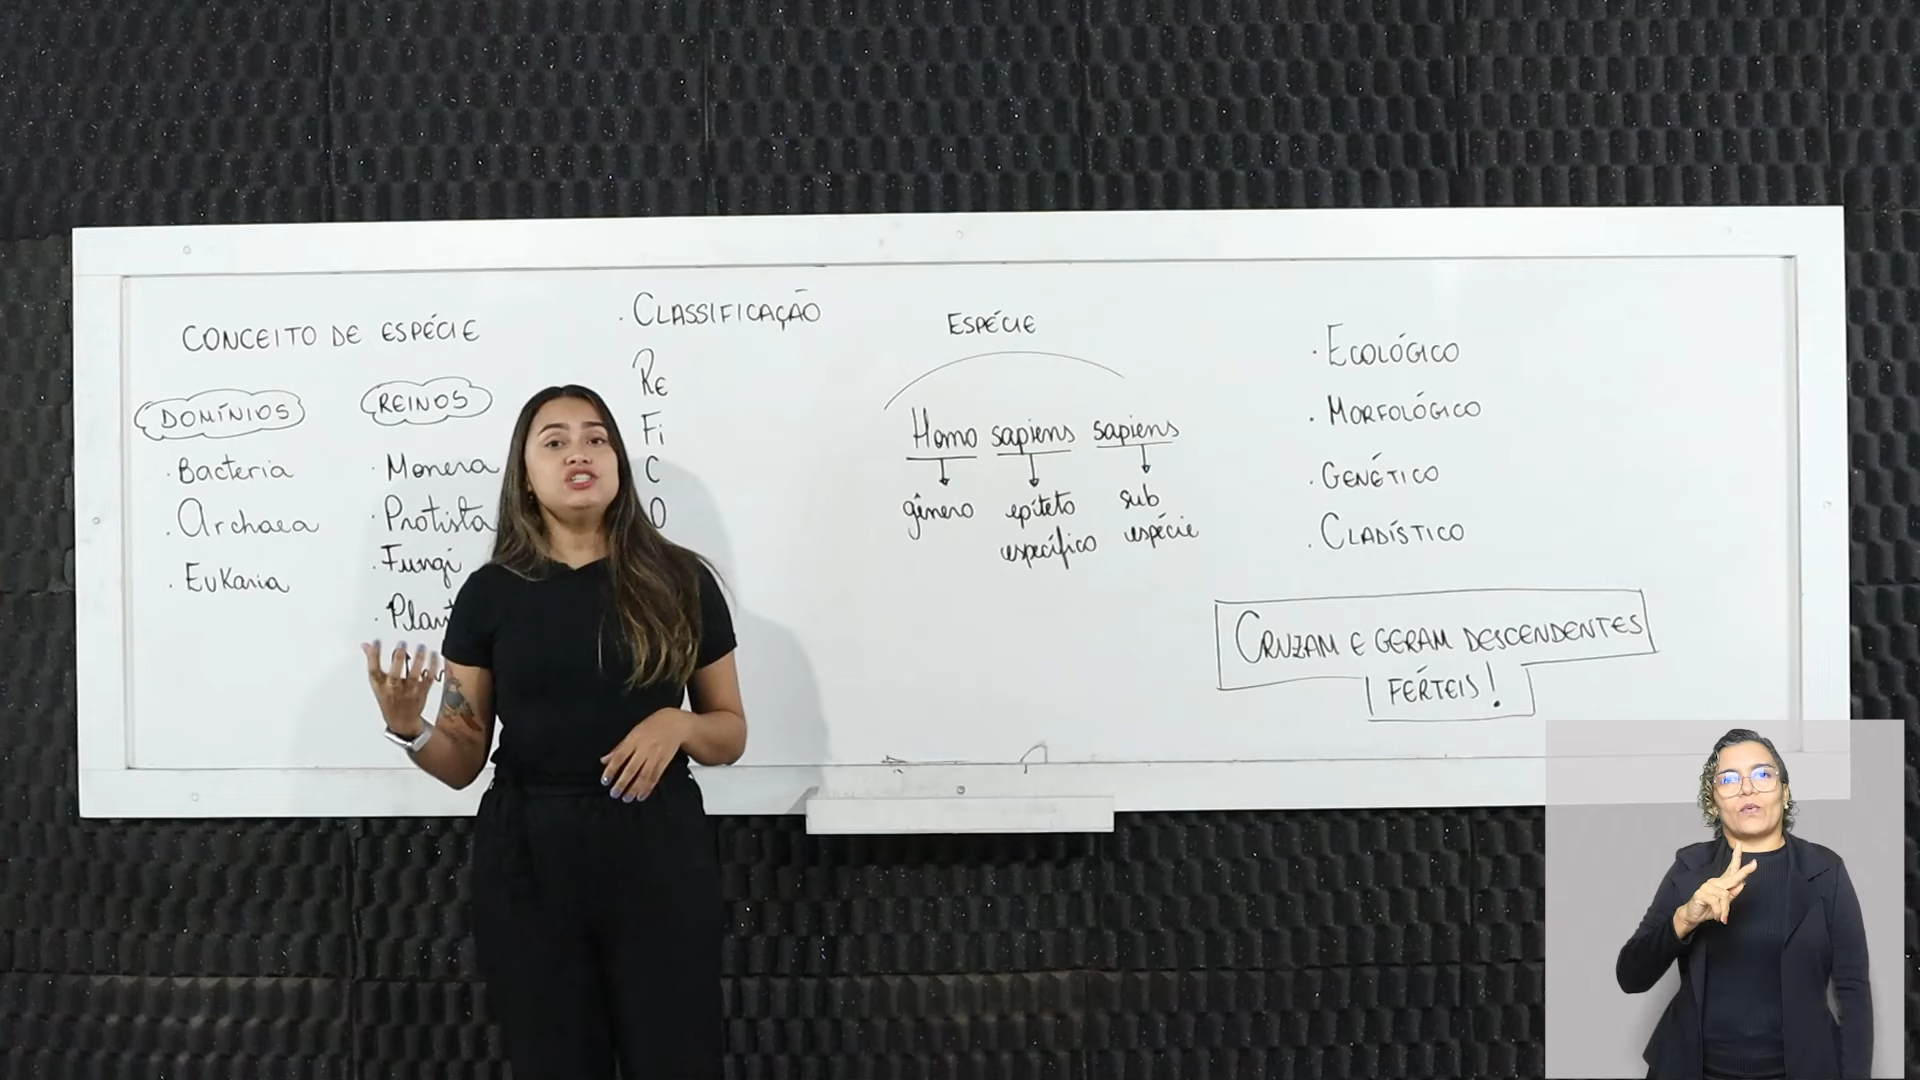 CONCEITO DE ESPÉCIE
DOMÍNIOS
· Bacteria
· Archaea
· Eukaria
REINOS
· Monera
· Protista
· Fungi
· Plan
· CLASSIFICAÇÃO
RE
Fi
C
O
ESPÉCIE
Homo sapiens sapiens
gênero
epíteto
específico
sub
espécie
· ECOLÓGICO
· MORFOLÓGICO
· GENÉTICO
· CLADÍSTICO
CRUZAM E GERAM DESCENDENTES
FÉRTEIS!